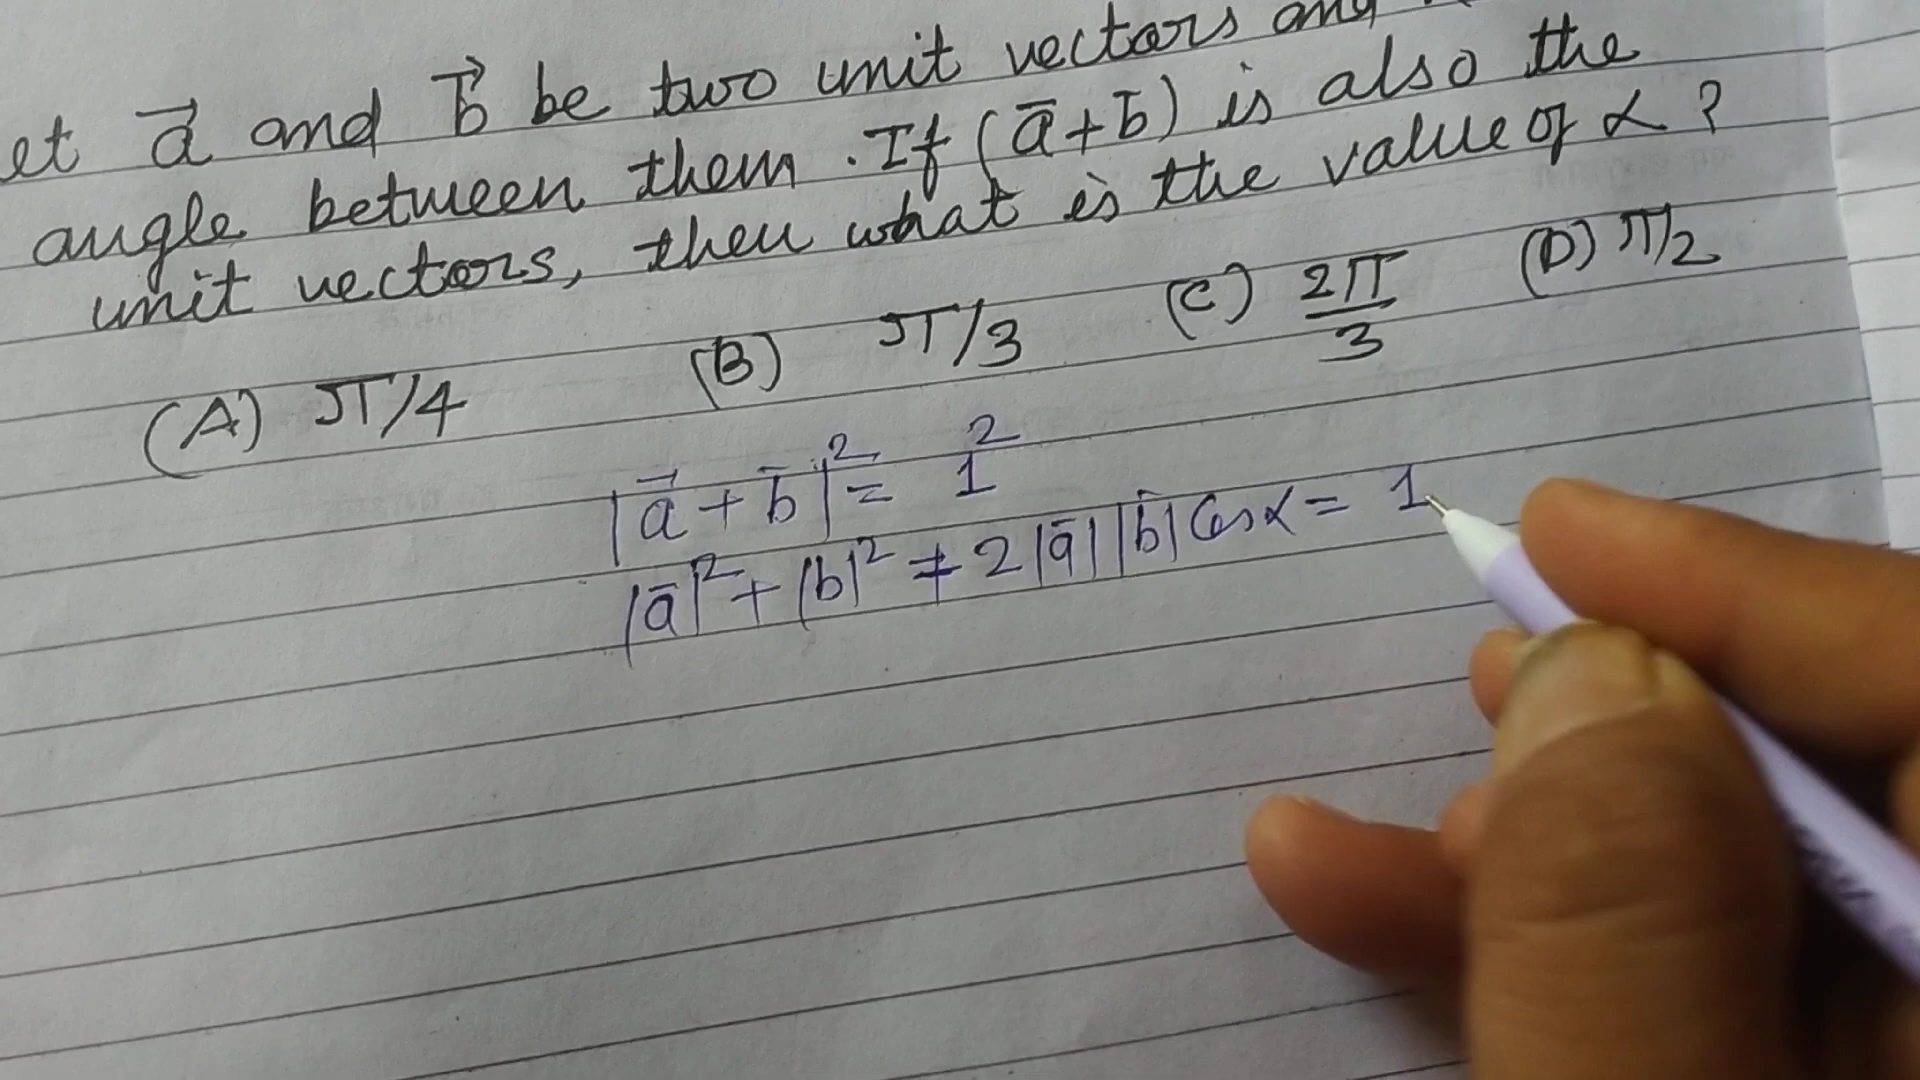 et a⃗ and b⃗ be two unit vectors and
angle between them. If (a̅+b̅) is also the
unit vectors, then what is the value of α ?
(A) π/4 (B) π/3 (C) 2π/3 (D) π/2
|a⃗ + b̅|² = 1²
|a̅|² + |b|² + 2|a̅||b̅| Cosα = 1